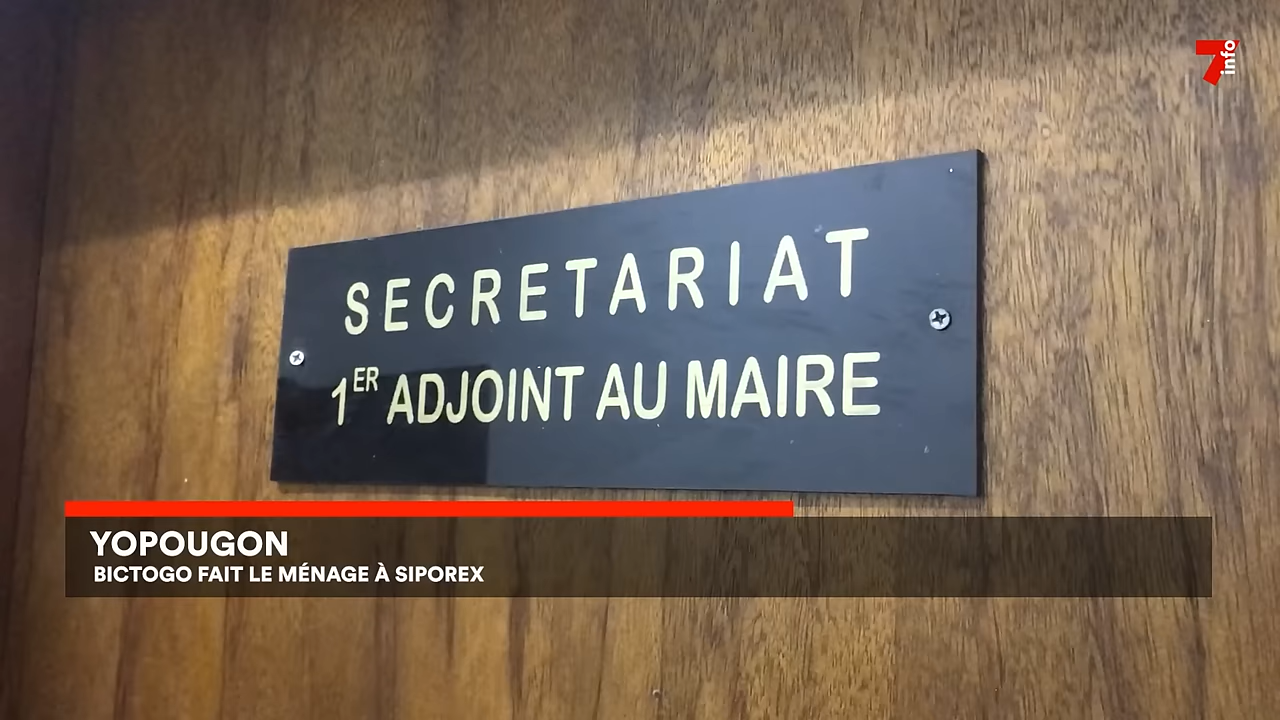 7info
SECRETARIAT
1ER ADJOINT AU MAIRE
YOPOUGON
BICTOGO FAIT LE MÉNAGE À SIPOREX